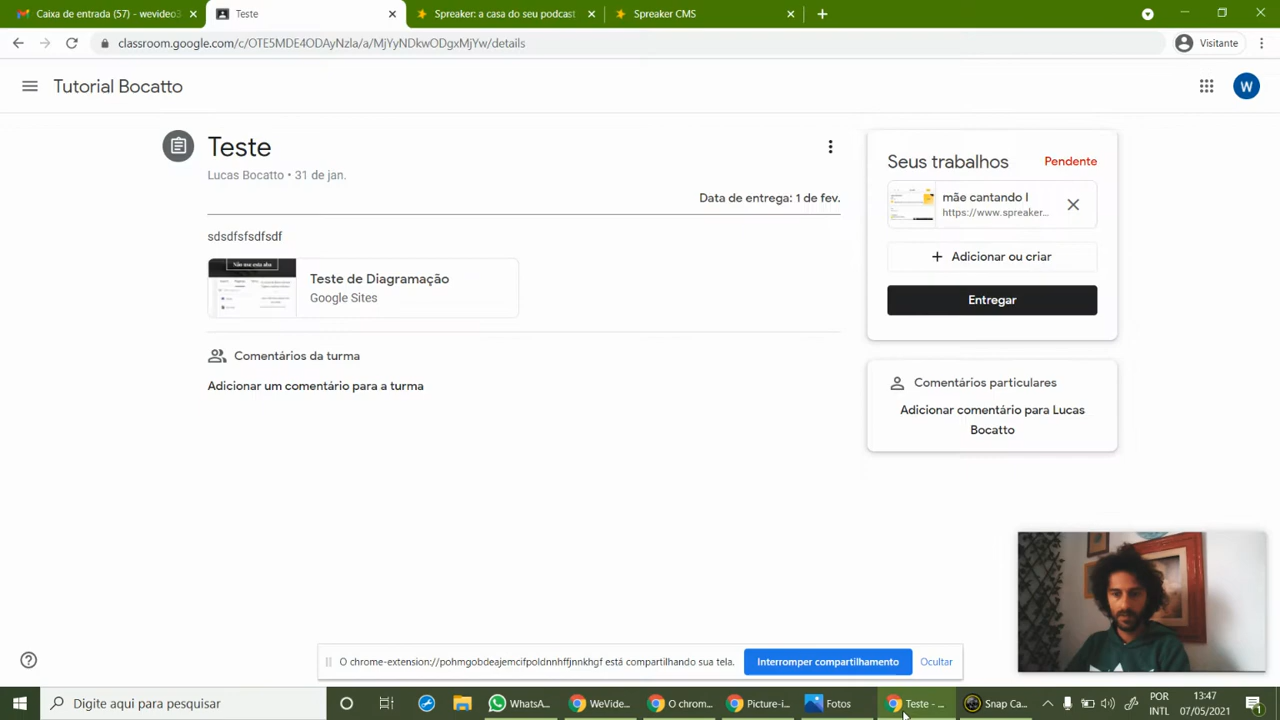 Caixa de entrada (57) - wevideo3
Teste
Spreaker: a casa do seu podcast
Spreaker CMS
classroom.google.com/c/OTE5MDE4ODAyNzla/a/MjYyNDkwODgxMjYw/details
Visitante
Tutorial Bocatto
W
Teste
Lucas Bocatto • 31 de jan.
Data de entrega: 1 de fev.
sdsdfsfsdfsdf
Não use esta aba
Teste de Diagramação
Google Sites
Comentários da turma
Adicionar um comentário para a turma
Seus trabalhos
Pendente
mãe cantando I
https://www.spreaker...
Adicionar ou criar
Entregar
Comentários particulares
Adicionar comentário para Lucas
Bocatto
O chrome-extension://pohmgobdeajemcifpoldnnhffjnnkhgf está compartilhando sua tela.
Interromper compartilhamento
Ocultar
Digite aqui para pesquisar
WhatsA...
WeVide...
O chrom...
Picture-i...
Fotos
Teste - ...
Snap Ca...
POR
INTL
13:47
07/05/2021